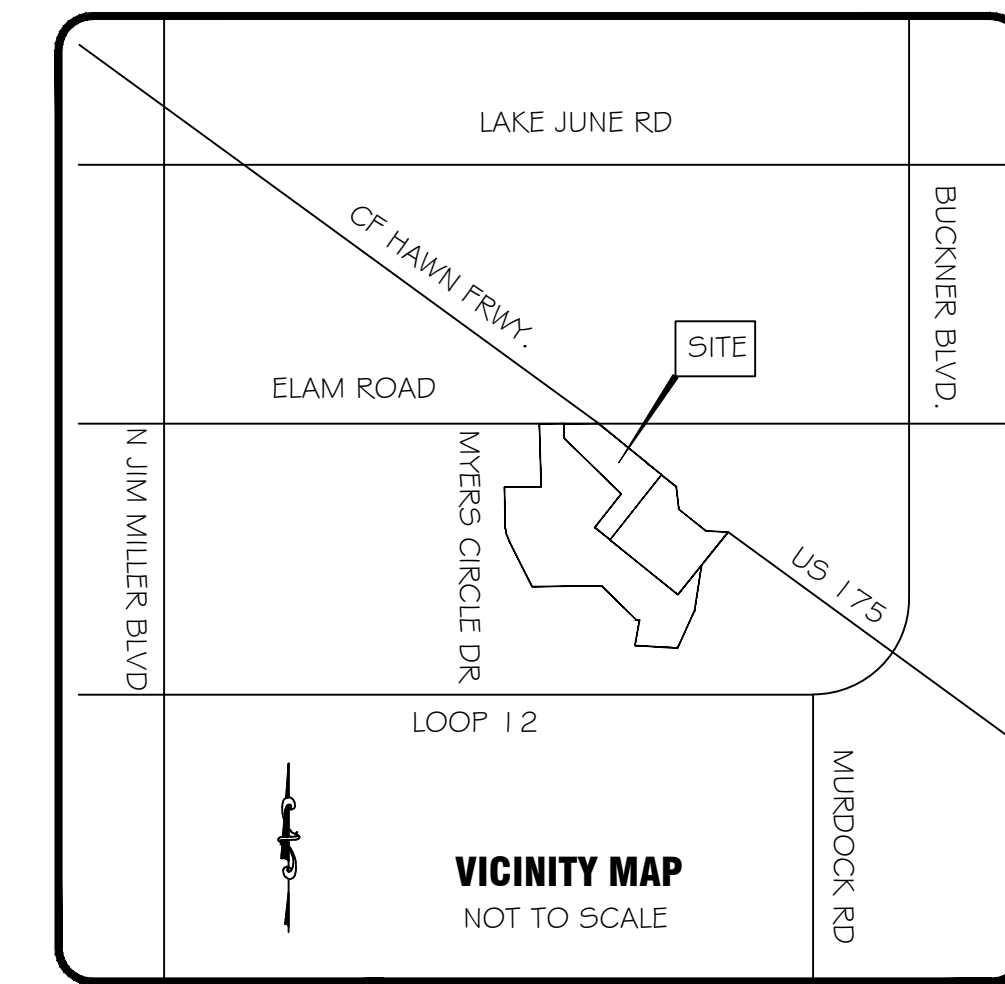 LAKE JUNE RD
CF HAWN FRWY.
BUCKNER BLVD.
SITE
ELAM ROAD
N JIM MILLER BLVD
MYERS CIRCLE DR
US 175
LOOP 12
MURDOCK RD
VICINITY MAP
NOT TO SCALE